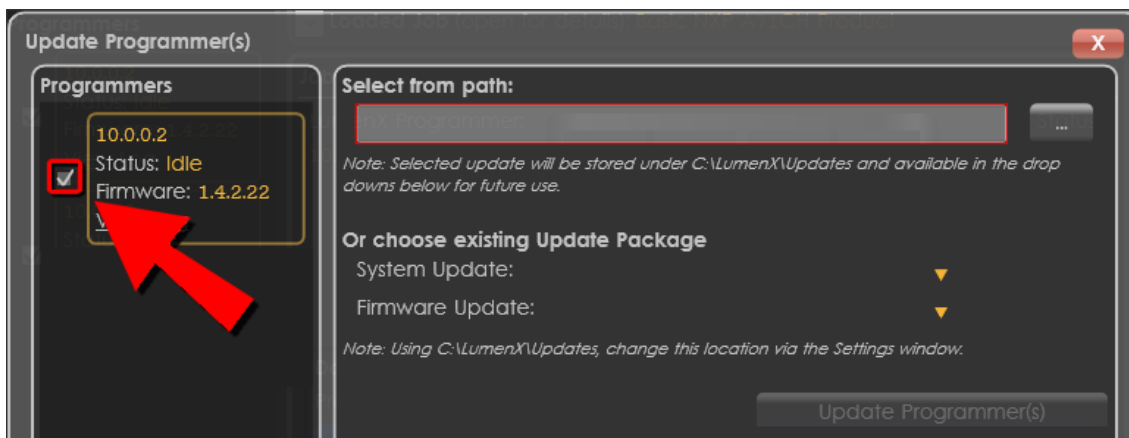 Update Programmer(s)
X
Programmers
10.0.0.2
Status: Idle
Firmware: 1.4.2.22
Select from path:
...
Note: Selected update will be stored under C:\LumenX\Updates and available in the drop
downs below for future use.
Or choose existing Update Package
System Update:
Firmware Update:
Note: Using C:\LumenX\Updates, change this location via the Settings window.
Update Programmer(s)